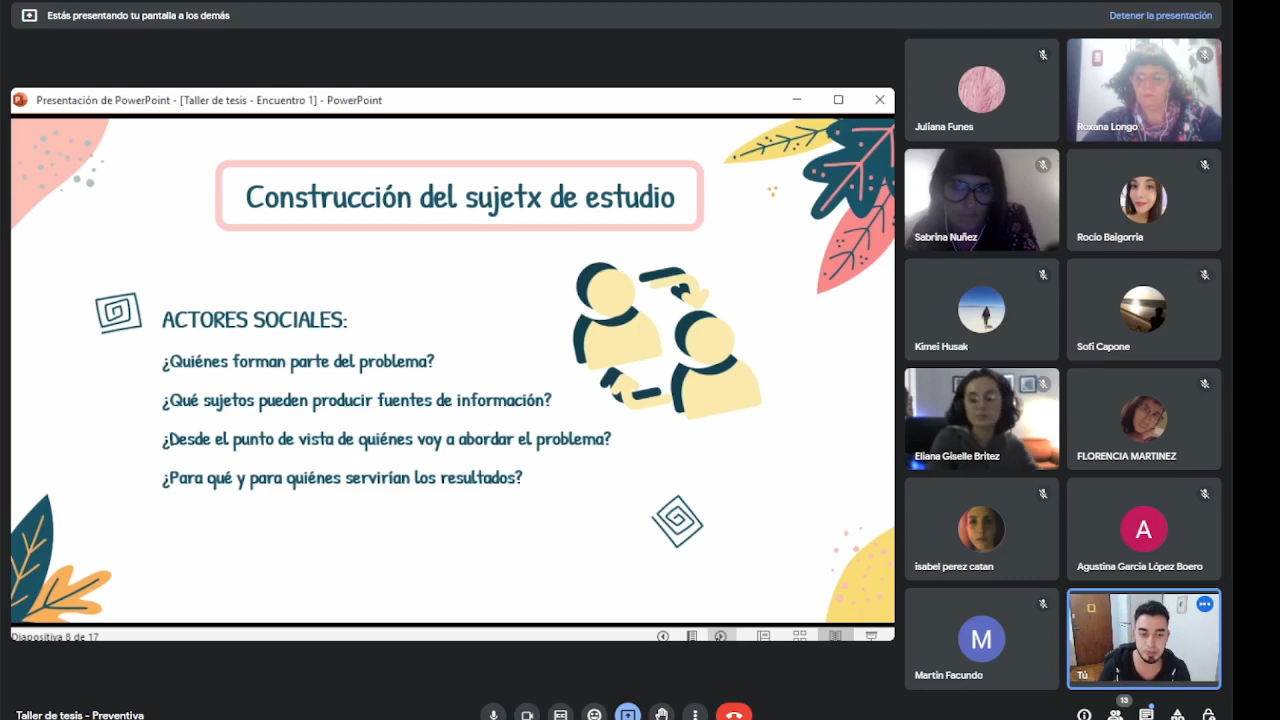 Estás presentando tu pantalla a los demás
Detener la presentación
Presentación de PowerPoint - [Taller de tesis - Encuentro 1] - PowerPoint
Construcción del sujetx de estudio
ACTORES SOCIALES:
¿Quiénes forman parte del problema?
¿Qué sujetos pueden producir fuentes de información?
¿Desde el punto de vista de quiénes voy a abordar el problema?
¿Para qué y para quiénes servirían los resultados?
Diapositiva 8 de 17
Juliana Funes
Roxana Longo
Sabrina Nuñez
Rocío Baigorria
Kimei Husak
Sofi Capone
Eliana Giselle Britez
FLORENCIA MARTINEZ
isabel perez catan
A
Agustina García López Boero
M
Martin Facundo
Tú
Taller de tesis - Preventiva
13